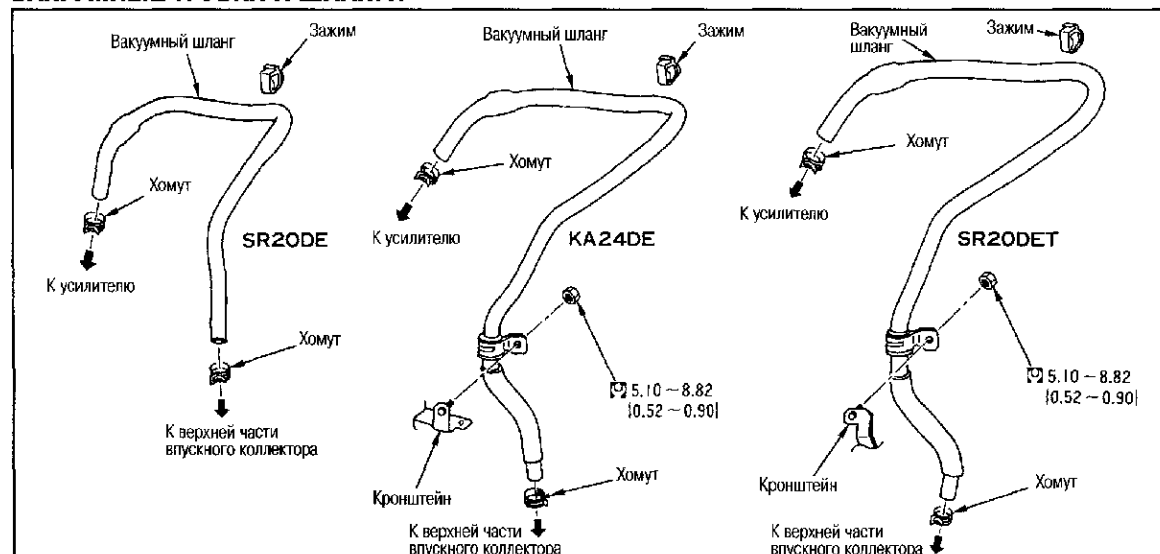 Вакуумный шланг
Зажим
Хомут
К усилителю
SR20DE
Хомут
К верхней части
впускного коллектора
Вакуумный шланг
Зажим
Хомут
К усилителю
KA24DE
5.10 ~ 8.82
{0.52 ~ 0.90}
Кронштейн
Хомут
К верхней части
впускного коллектора
Вакуумный
шланг
Зажим
Хомут
К усилителю
SR20DET
5.10 ~ 8.82
{0.52 ~ 0.90}
Кронштейн
Хомут
К верхней части
впускного коллектора